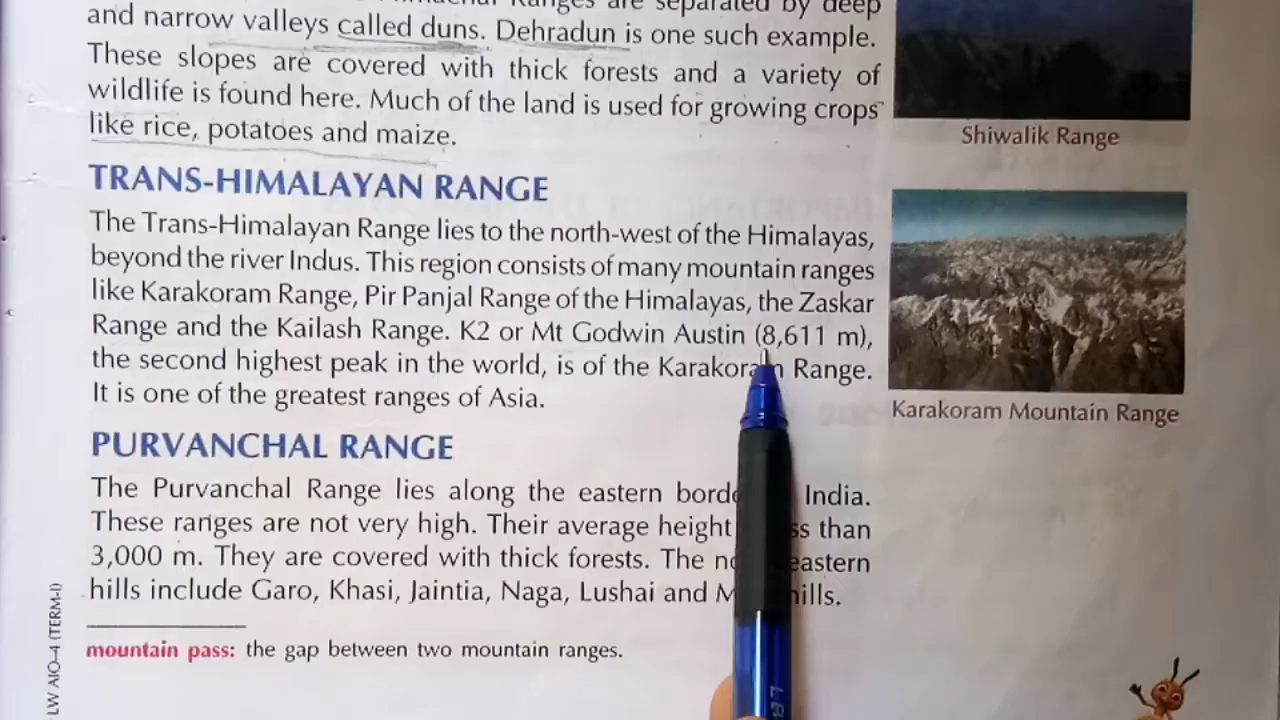 Ranges are separated by deep
and narrow valleys called duns. Dehradun is one such example.
These slopes are covered with thick forests and a variety of
wildlife is found here. Much of the land is used for growing crops
like rice, potatoes and maize.
Shiwalik Range
TRANS-HIMALAYAN RANGE
The Trans-Himalayan Range lies to the north-west of the Himalayas,
beyond the river Indus. This region consists of many mountain ranges
like Karakoram Range, Pir Panjal Range of the Himalayas, the Zaskar
Range and the Kailash Range. K2 or Mt Godwin Austin (8,611 m),
the second highest peak in the world, is of the Karakoram Range.
It is one of the greatest ranges of Asia.
Karakoram Mountain Range
PURVANCHAL RANGE
The Purvanchal Range lies along the eastern India.
These ranges are not very high. Their average height than
3,000 m. They are covered with thick forests. The eastern
hills include Garo, Khasi, Jaintia, Naga, Lushai and hills.
mountain pass: the gap between two mountain ranges.
LW AIO-4 (TERM-I)